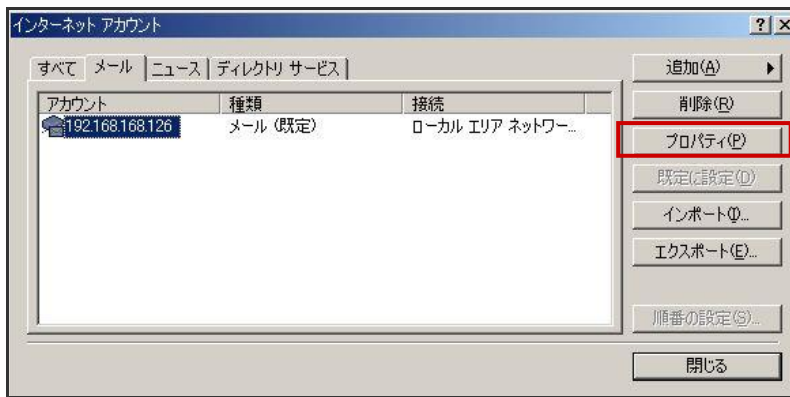 インターネット アカウント
すべて メール ニュース ディレクトリ サービス
アカウント 種類 接続
192.168.168.126 メール (既定) ローカル エリア ネットワー...
追加(A)
削除(R)
プロパティ(P)
既定に設定(D)
インポート(I)...
エクスポート(E)...
順番の設定(S)...
閉じる